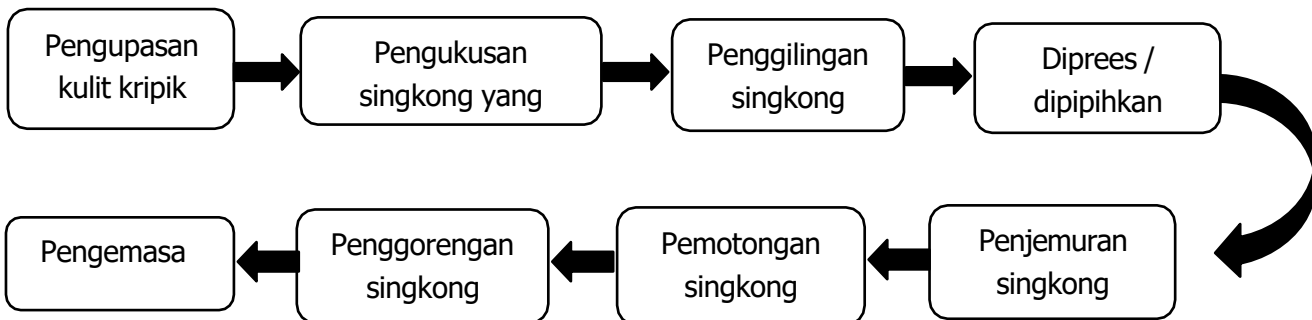 Pengupasan
kulit kripik
Pengukusan
singkong yang
Penggilingan
singkong
Diprees /
dipipihkan
Penjemuran
singkong
Pemotongan
singkong
Penggorengan
singkong
Pengemasa